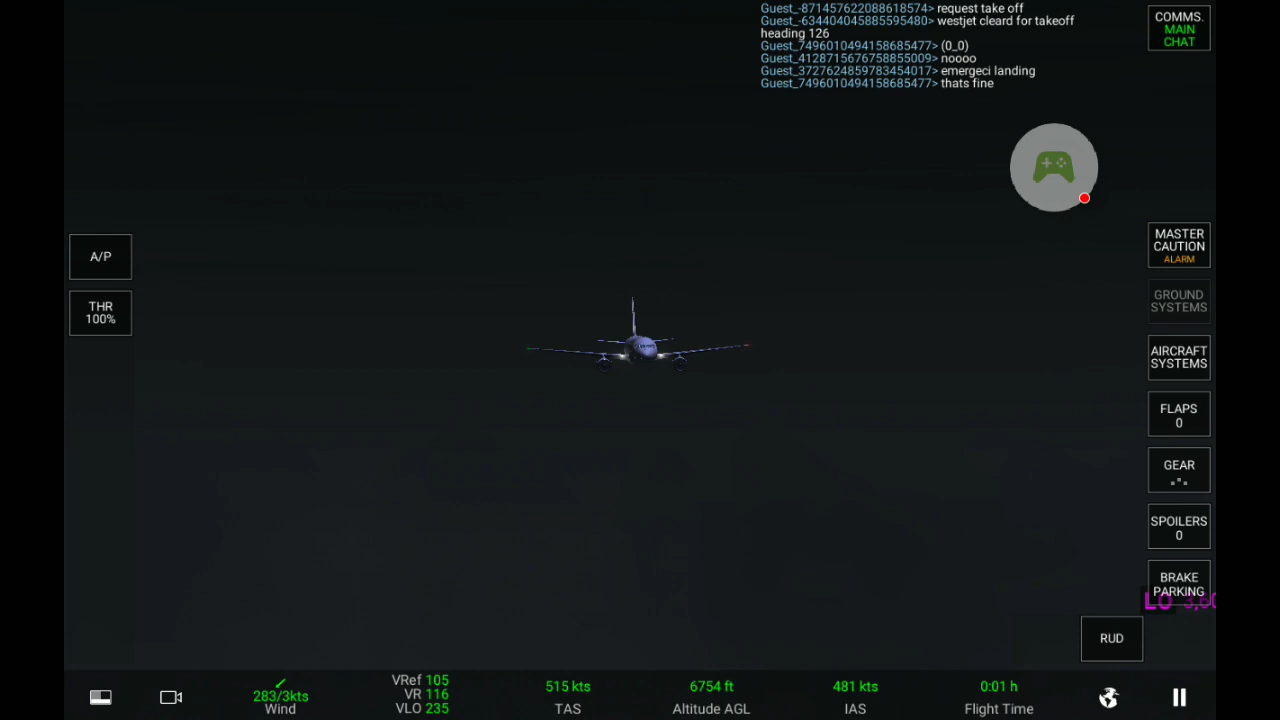 Guest_-871457622088618574> request take off
Guest_-634404045885595480> westjet cleard for takeoff
heading 126
Guest_7496010494158685477> (0_0)
Guest_4128715676758855009> noooo
Guest_3727624859783454017> emergeci landing
Guest_7496010494158685477> thats fine
COMMS.
MAIN
CHAT
A/P
THR
100%
MASTER
CAUTION
ALARM
GROUND
SYSTEMS
AIRCRAFT
SYSTEMS
FLAPS
0
GEAR
SPOILERS
0
BRAKE
PARKING
LO
RUD
283/3kts
Wind
VRef 105
VR 116
VLO 235
515 kts
TAS
6754 ft
Altitude AGL
481 kts
IAS
0:01 h
Flight Time